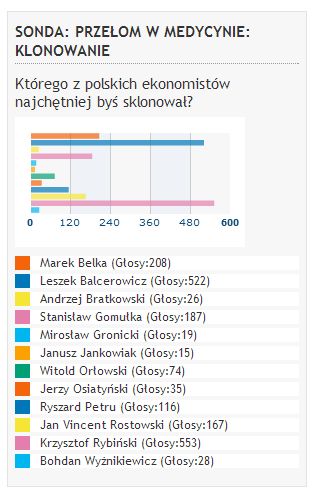 SONDA: PRZEŁOM W MEDYCYNIE:
KLONOWANIE
Którego z polskich ekonomistów
najchętniej byś sklonował?
0 120 240 360 480 600
Marek Belka (Głosy:208)
Leszek Balcerowicz (Głosy:522)
Andrzej Bratkowski (Głosy:26)
Stanisław Gomułka (Głosy:187)
Mirosław Gronicki (Głosy:19)
Janusz Jankowiak (Głosy:15)
Witold Orłowski (Głosy:74)
Jerzy Osiatyński (Głosy:35)
Ryszard Petru (Głosy:116)
Jan Vincent Rostowski (Głosy:167)
Krzysztof Rybiński (Głosy:553)
Bohdan Wyżnikiewicz (Głosy:28)